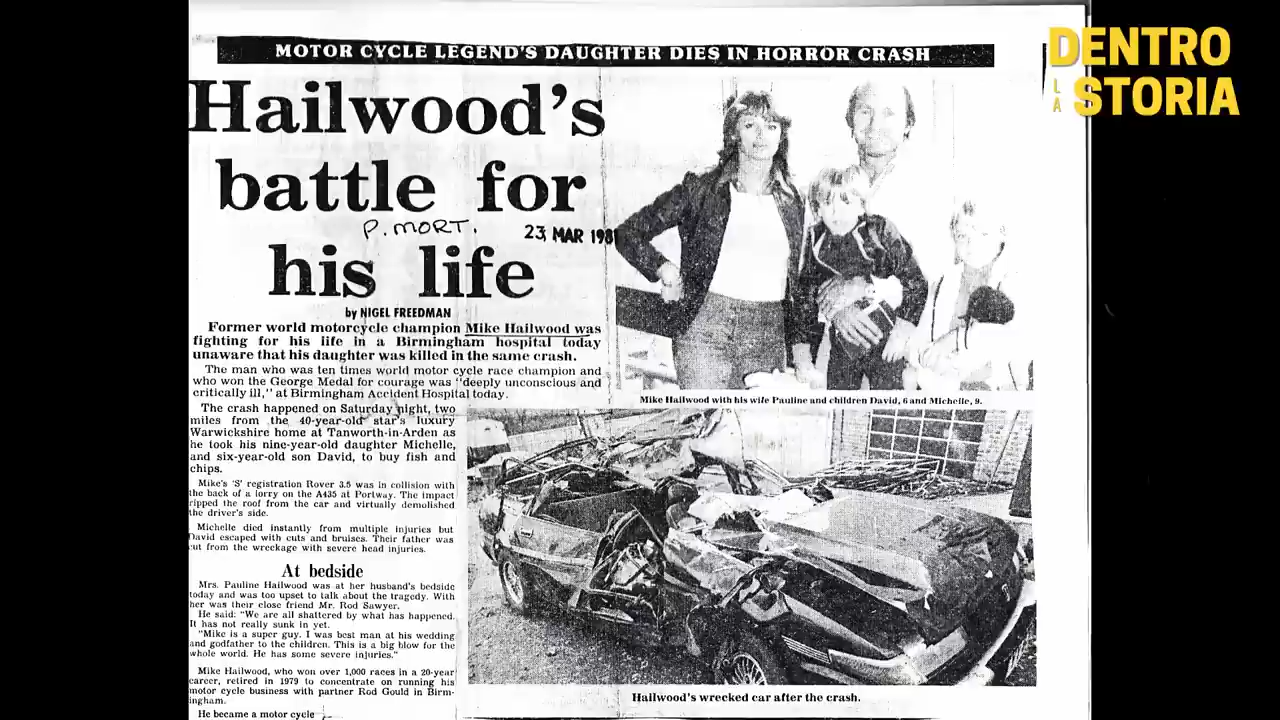 MOTOR CYCLE LEGEND'S DAUGHTER DIES IN HORROR CRASH
DENTRO
LA
STORIA
Hailwood's
battle for
P. MORT.
23 MAR 1981
his life
by NIGEL FREEDMAN
Former world motorcycle champion Mike Hailwood was
fighting for his life in a Birmingham hospital today
unaware that his daughter was killed in the same crash.
The man who was ten times world motor cycle race champion and
who won the George Medal for courage was "deeply unconscious and
critically ill," at Birmingham Accident Hospital today.
The crash happened on Saturday night, two
miles from the 40-year-old star's luxury
Warwickshire home at Tanworth-in-Arden as
he took his nine-year-old daughter Michelle,
and six-year-old son David, to buy fish and
chips.
Mike's 'S' registration Rover 3.5 was in collision with
the back of a lorry on the A435 at Portway. The impact
ripped the roof from the car and virtually demolished
the driver's side.
Michelle died instantly from multiple injuries but
David escaped with cuts and bruises. Their father was
cut from the wreckage with severe head injuries.
At bedside
Mrs. Pauline Hailwood was at her husband's bedside
today and was too upset to talk about the tragedy. With
her was their close friend Mr. Rod Sawyer.
He said: "We are all shattered by what has happened.
It has not really sunk in yet.
"Mike is a super guy. I was best man at his wedding
and godfather to the children. This is a big blow for the
whole world. He has some severe injuries."
Mike Hailwood, who won over 1,000 races in a 20-year
career, retired in 1979 to concentrate on running his
motor cycle business with partner Rod Gould in Birm-
ingham.
He became a motor cycle
Mike Hailwood with his wife Pauline and children David, 6 and Michelle, 9.
Hailwood's wrecked car after the crash.